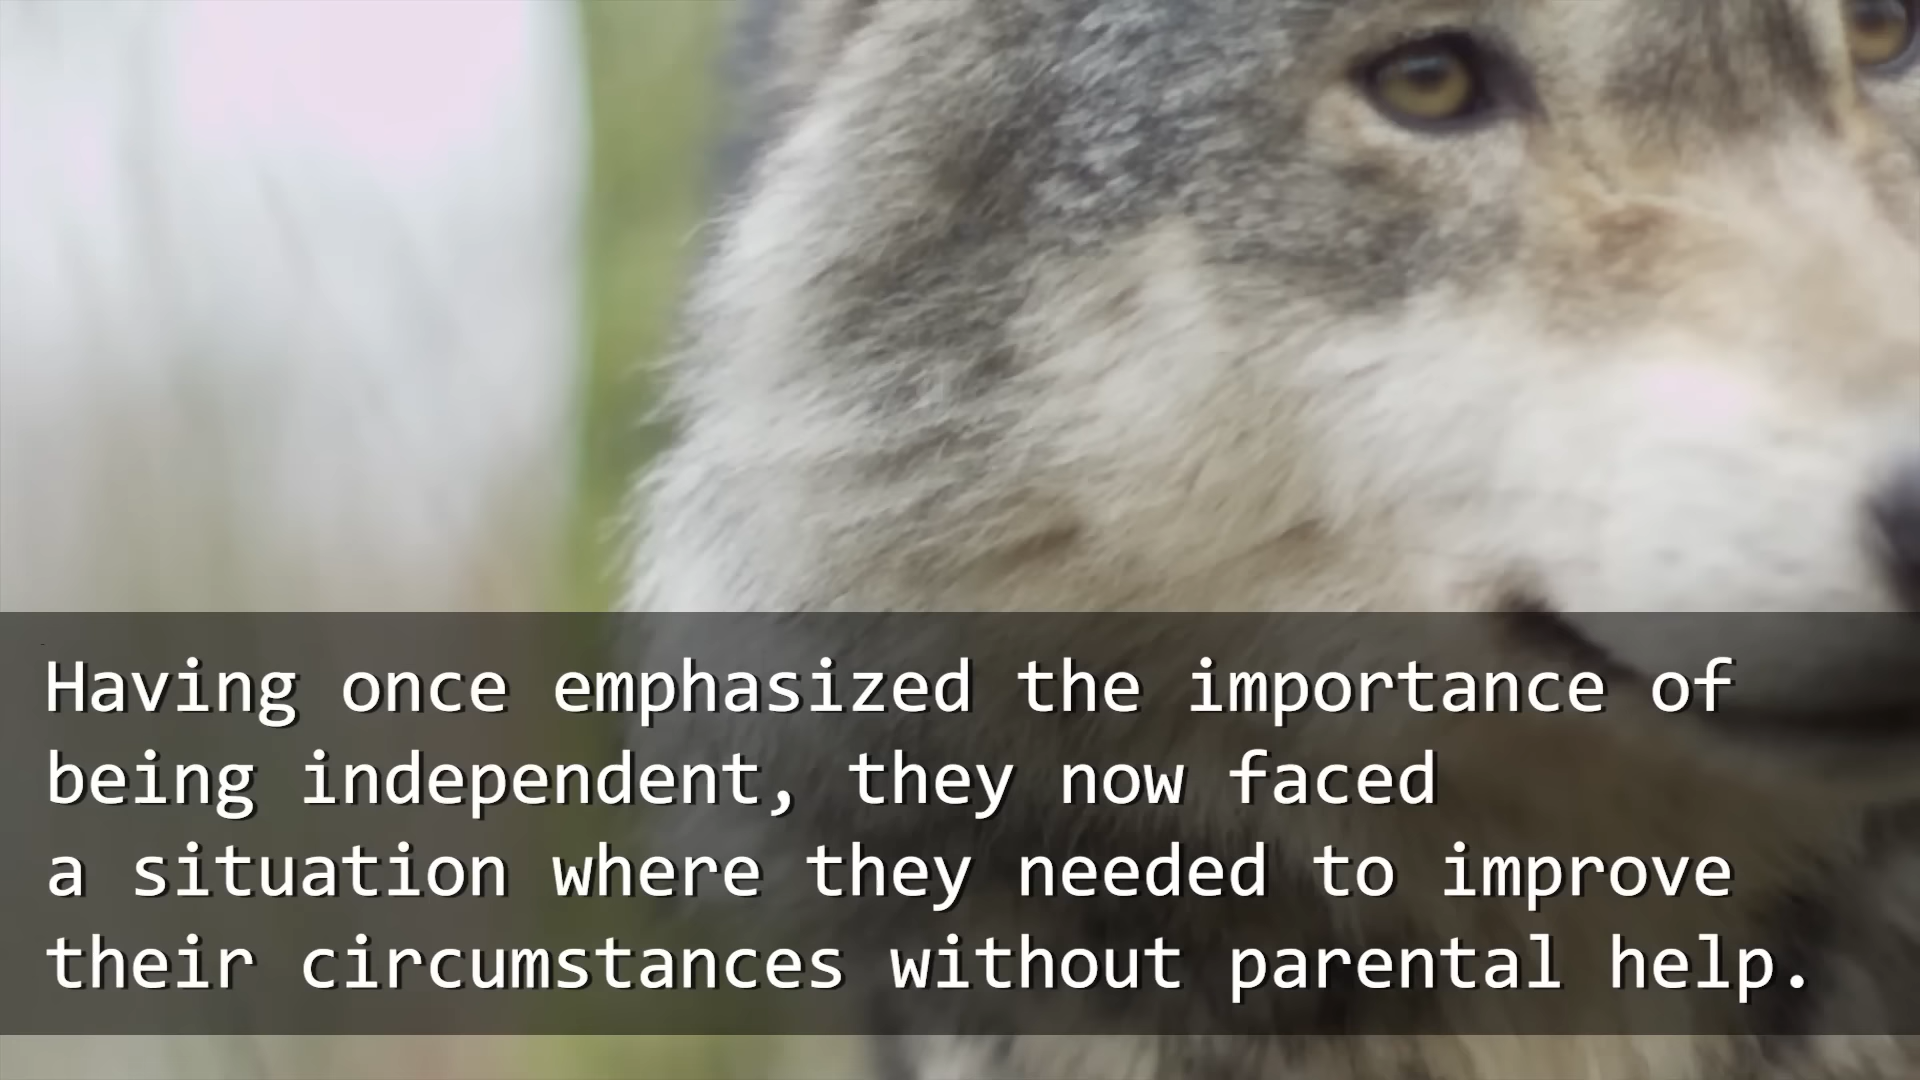 Having once emphasized the importance of
being independent, they now faced
a situation where they needed to improve
their circumstances without parental help.